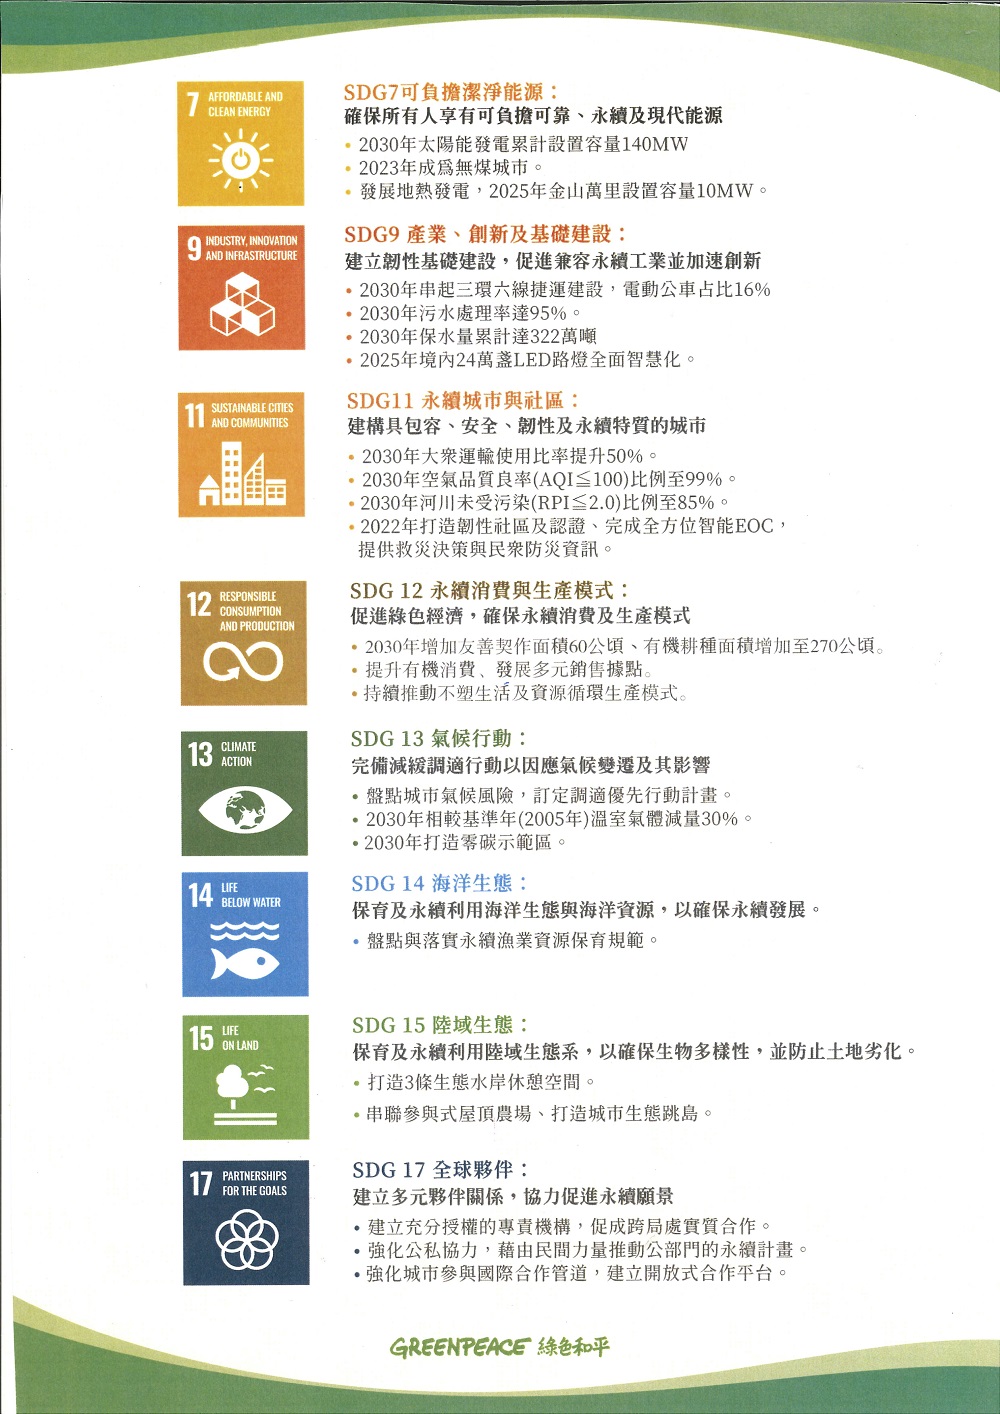 7 AFFORDABLE AND
CLEAN ENERGY
SDG7可負擔潔淨能源：
確保所有人享有可負擔可靠、永續及現代能源
• 2030年太陽能發電累計設置容量140MW
• 2023年成為無煤城市。
• 發展地熱發電，2025年金山萬里設置容量10MW。
9 INDUSTRY, INNOVATION
AND INFRASTRUCTURE
SDG9 產業、創新及基礎建設：
建立韌性基礎建設，促進兼容永續工業並加速創新
• 2030年串起三環六線捷運建設，電動公車占比16%
• 2030年污水處理率達95%。
• 2030年保水量累計達322萬噸
• 2025年境內24萬盞LED路燈全面智慧化。
11 SUSTAINABLE CITIES
AND COMMUNITIES
SDG11 永續城市與社區：
建構具包容、安全、韌性及永續特質的城市
• 2030年大眾運輸使用比率提升50%。
• 2030年空氣品質良率(AQI≦100)比例至99%。
• 2030年河川未受污染(RPI≦2.0)比例至85%。
• 2022年打造韌性社區及認證、完成全方位智能EOC，
提供救災決策與民眾防災資訊。
12 RESPONSIBLE
CONSUMPTION
AND PRODUCTION
SDG 12 永續消費與生產模式：
促進綠色經濟，確保永續消費及生產模式
• 2030年增加友善契作面積60公頃、有機耕種面積增加至270公頃。
• 提升有機消費、發展多元銷售據點。
• 持續推動不塑生活及資源循環生產模式。
13 CLIMATE
ACTION
SDG 13 氣候行動：
完備減緩調適行動以因應氣候變遷及其影響
• 盤點城市氣候風險，訂定調適優先行動計畫。
• 2030年相較基準年(2005年)溫室氣體減量30%。
• 2030年打造零碳示範區。
14 LIFE
BELOW WATER
SDG 14 海洋生態：
保育及永續利用海洋生態與海洋資源，以確保永續發展。
• 盤點與落實永續漁業資源保育規範。
15 LIFE
ON LAND
SDG 15 陸域生態：
保育及永續利用陸域生態系，以確保生物多樣性，並防止土地劣化。
• 打造3條生態水岸休憩空間。
• 串聯參與式屋頂農場、打造城市生態跳島。
17 PARTNERSHIPS
FOR THE GOALS
SDG 17 全球夥伴：
建立多元夥伴關係，協力促進永續願景
• 建立充分授權的專責機構，促成跨局處實質合作。
• 強化公私協力，藉由民間力量推動公部門的永續計畫。
• 強化城市參與國際合作管道，建立開放式合作平台。
GREENPEACE 綠色和平